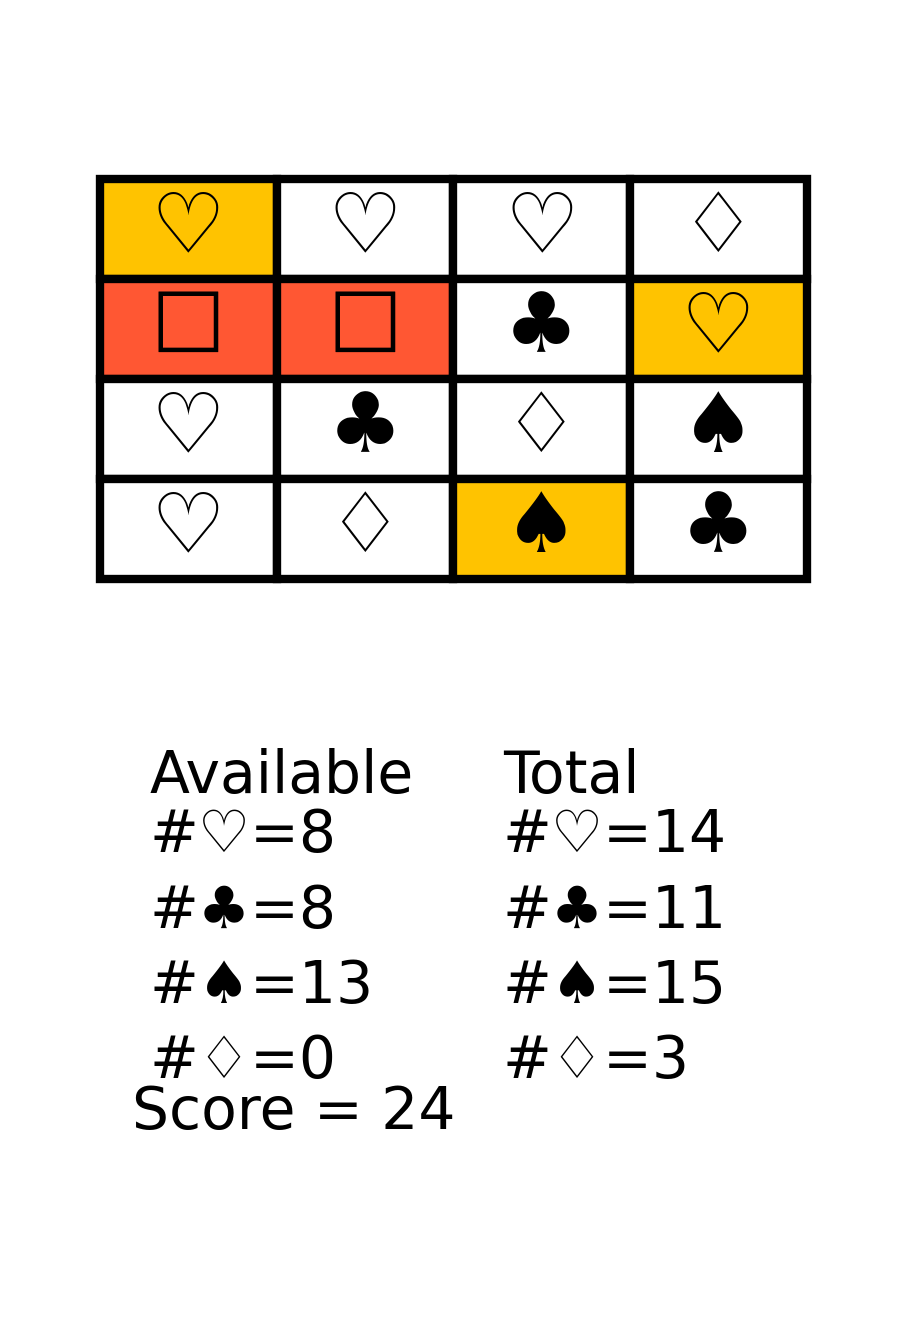 ♡ ♡ ♡ ♢
□ □ ♣ ♡
♡ ♣ ♢ ♠
♡ ♢ ♠ ♣
Available Total
#♡=8 #♡=14
#♣=8 #♣=11
#♠=13 #♠=15
#♢=0 #♢=3
Score = 24